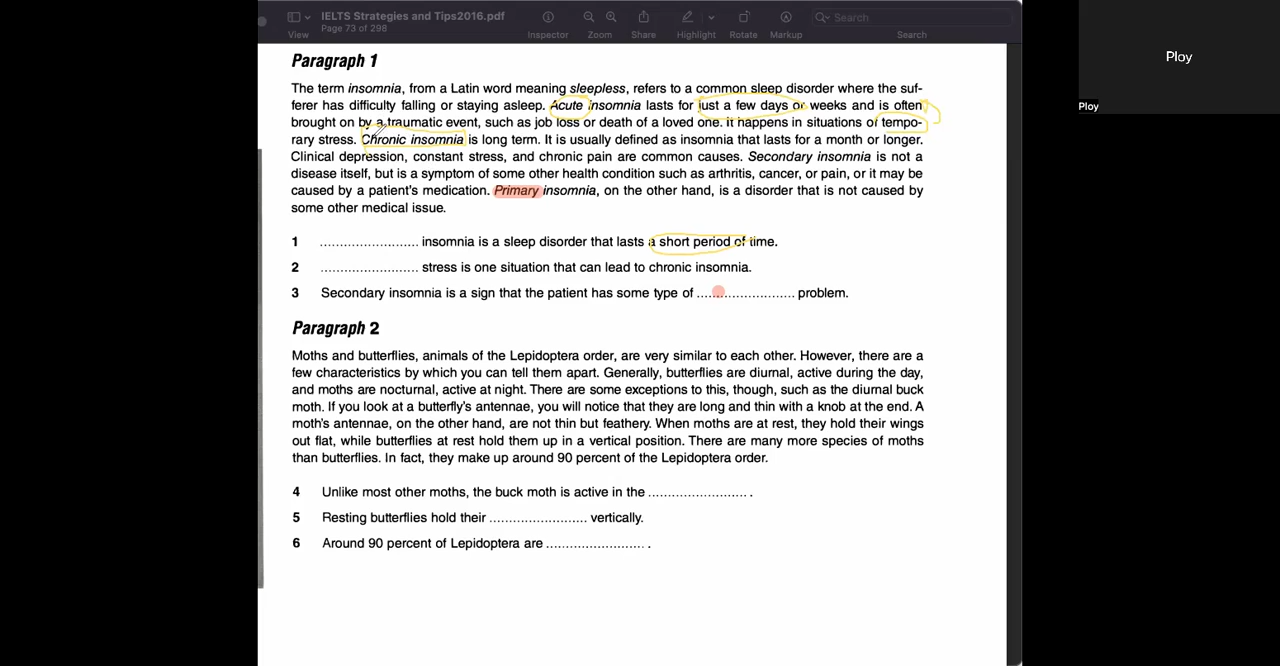 IELTS Strategies and Tips2016.pdf
Page 73 of 298
View
Inspector
Zoom
Share
Highlight
Rotate
Markup
Search
Search
Ploy
Ploy
Paragraph 1
The term insomnia, from a Latin word meaning sleepless, refers to a common sleep disorder where the suf-
ferer has difficulty falling or staying asleep. Acute insomnia lasts for just a few days or weeks and is often
brought on by a traumatic event, such as job loss or death of a loved one. It happens in situations of tempo-
rary stress. Chronic insomnia is long term. It is usually defined as insomnia that lasts for a month or longer.
Clinical depression, constant stress, and chronic pain are common causes. Secondary insomnia is not a
disease itself, but is a symptom of some other health condition such as arthritis, cancer, or pain, or it may be
caused by a patient's medication. Primary insomnia, on the other hand, is a disorder that is not caused by
some other medical issue.
1 ........................ insomnia is a sleep disorder that lasts a short period of time.
2 ........................ stress is one situation that can lead to chronic insomnia.
3 Secondary insomnia is a sign that the patient has some type of ........................ problem.
Paragraph 2
Moths and butterflies, animals of the Lepidoptera order, are very similar to each other. However, there are a
few characteristics by which you can tell them apart. Generally, butterflies are diurnal, active during the day,
and moths are nocturnal, active at night. There are some exceptions to this, though, such as the diurnal buck
moth. If you look at a butterfly's antennae, you will notice that they are long and thin with a knob at the end. A
moth's antennae, on the other hand, are not thin but feathery. When moths are at rest, they hold their wings
out flat, while butterflies at rest hold them up in a vertical position. There are many more species of moths
than butterflies. In fact, they make up around 90 percent of the Lepidoptera order.
4 Unlike most other moths, the buck moth is active in the ........................ .
5 Resting butterflies hold their ........................ vertically.
6 Around 90 percent of Lepidoptera are ........................ .